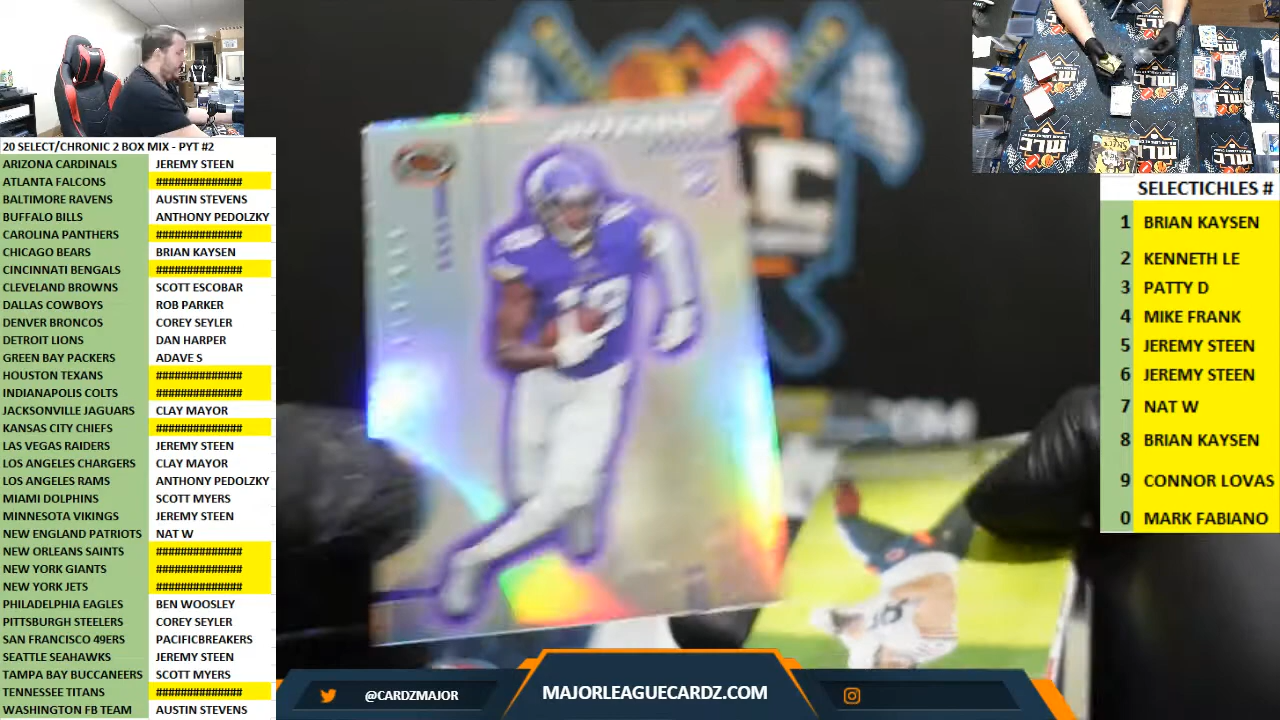 20 SELECT/CHRONIC 2 BOX MIX - PYT #2
ARIZONA CARDINALS JEREMY STEEN
ATLANTA FALCONS ##############
BALTIMORE RAVENS AUSTIN STEVENS
BUFFALO BILLS ANTHONY PEDOLZKY
CAROLINA PANTHERS ##############
CHICAGO BEARS BRIAN KAYSEN
CINCINNATI BENGALS ##############
CLEVELAND BROWNS SCOTT ESCOBAR
DALLAS COWBOYS ROB PARKER
DENVER BRONCOS COREY SEYLER
DETROIT LIONS DAN HARPER
GREEN BAY PACKERS ADAVE S
HOUSTON TEXANS ##############
INDIANAPOLIS COLTS ##############
JACKSONVILLE JAGUARS CLAY MAYOR
KANSAS CITY CHIEFS ##############
LAS VEGAS RAIDERS JEREMY STEEN
LOS ANGELES CHARGERS CLAY MAYOR
LOS ANGELES RAMS ANTHONY PEDOLZKY
MIAMI DOLPHINS SCOTT MYERS
MINNESOTA VIKINGS JEREMY STEEN
NEW ENGLAND PATRIOTS NAT W
NEW ORLEANS SAINTS ##############
NEW YORK GIANTS ##############
NEW YORK JETS ##############
PHILADELPHIA EAGLES BEN WOOSLEY
PITTSBURGH STEELERS COREY SEYLER
SAN FRANCISCO 49ERS PACIFICBREAKERS
SEATTLE SEAHAWKS JEREMY STEEN
TAMPA BAY BUCCANEERS SCOTT MYERS
TENNESSEE TITANS ##############
WASHINGTON FB TEAM AUSTIN STEVENS
SELECTICHLES #
1 BRIAN KAYSEN
2 KENNETH LE
3 PATTY D
4 MIKE FRANK
5 JEREMY STEEN
6 JEREMY STEEN
7 NAT W
8 BRIAN KAYSEN
9 CONNOR LOVAS
0 MARK FABIANO
@CARDZMAJOR
MAJORLEAGUECARDZ.COM